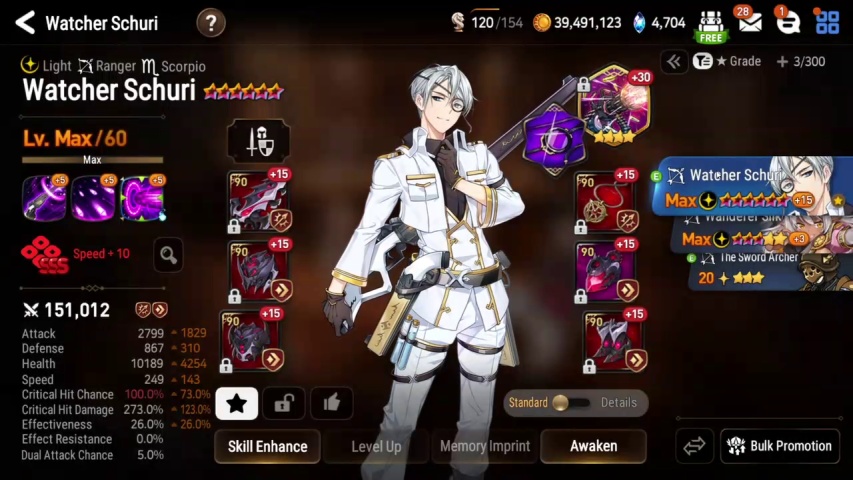 Watcher Schuri
?
120/154
39,491,123
4,704
FREE
28
1
Light Ranger Scorpio
Watcher Schuri
Grade
3/300
Lv. Max/60
Max
+5
+5
+5
SSS
Speed + 10
151,012
Attack 2799 1829
Defense 867 310
Health 10189 4254
Speed 249 143
Critical Hit Chance 100.0% 73.0%
Critical Hit Damage 273.0% 123.0%
Effectiveness 26.0% 26.0%
Effect Resistance 0.0%
Dual Attack Chance 5.0%
90 +15
90 +15
90 +15
+30
90 +15
90 +15
90 +15
E Watcher Schuri
Max +15
Wanderer Silk
Max +3
E The Sword Archer
20
Standard Details
Skill Enhance
Level Up
Memory Imprint
Awaken
Bulk Promotion